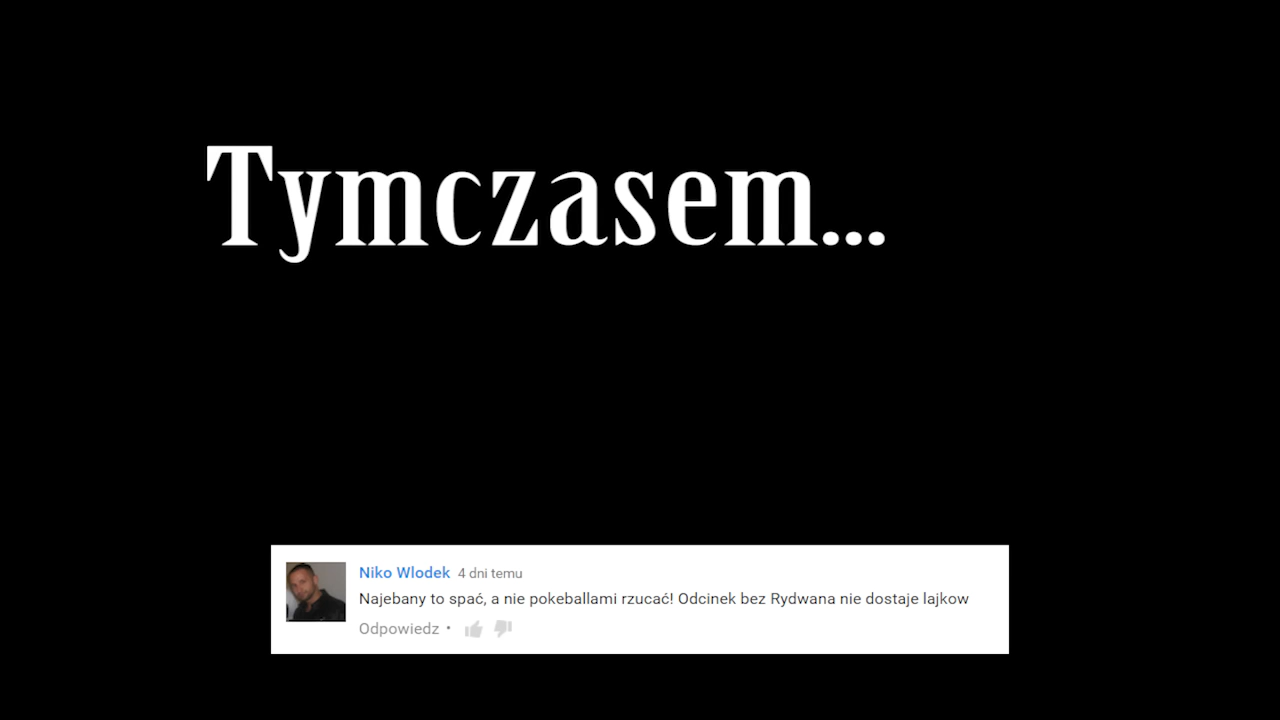 Tymczasem...
Niko Wlodek 4 dni temu
Najebany to spać, a nie pokeballami rzucać! Odcinek bez Rydwana nie dostaje lajkow
Odpowiedz •